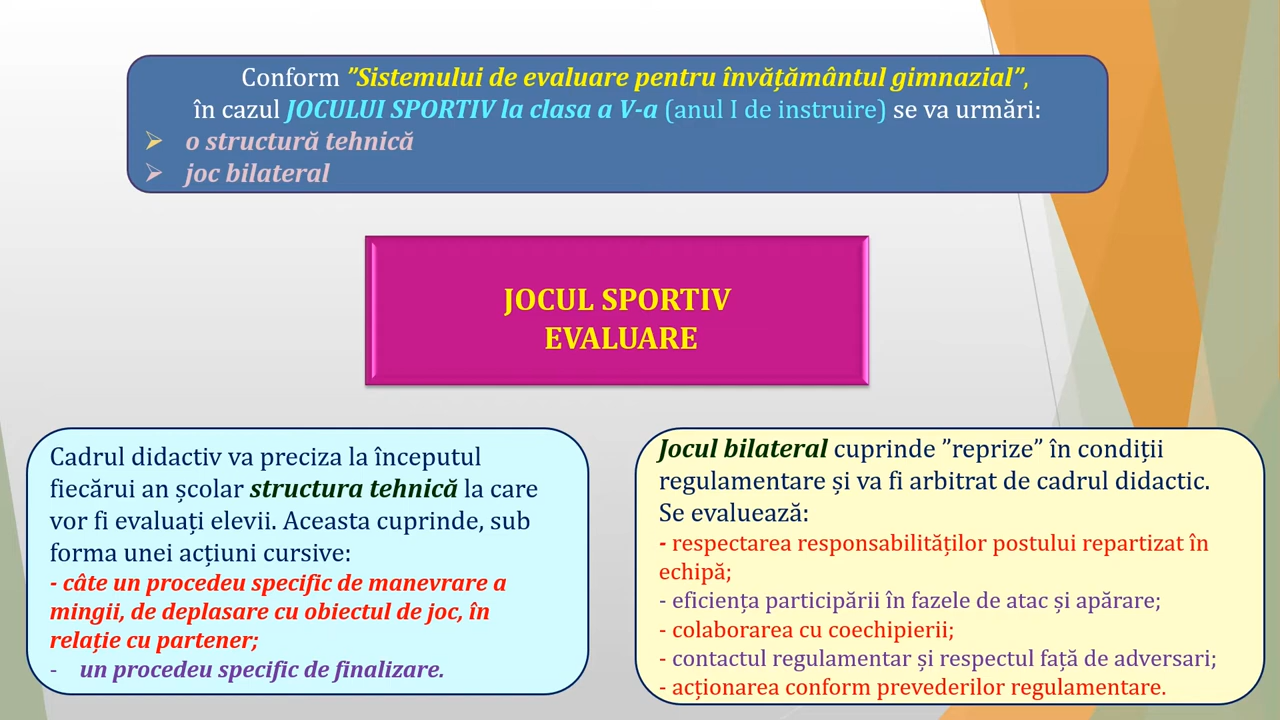 Conform ”Sistemului de evaluare pentru învățământul gimnazial”,
în cazul JOCULUI SPORTIV la clasa a V-a (anul I de instruire) se va urmări:
➢ o structură tehnică
➢ joc bilateral
JOCUL SPORTIV
EVALUARE
Cadrul didactiv va preciza la începutul
fiecărui an școlar structura tehnică la care
vor fi evaluați elevii. Aceasta cuprinde, sub
forma unei acțiuni cursive:
- câte un procedeu specific de manevrare a
mingii, de deplasare cu obiectul de joc, în
relație cu partener;
- un procedeu specific de finalizare.
Jocul bilateral cuprinde ”reprize” în condiții
regulamentare și va fi arbitrat de cadrul didactic.
Se evaluează:
- respectarea responsabilităților postului repartizat în
echipă;
- eficiența participării în fazele de atac și apărare;
- colaborarea cu coechipierii;
- contactul regulamentar și respectul față de adversari;
- acționarea conform prevederilor regulamentare.